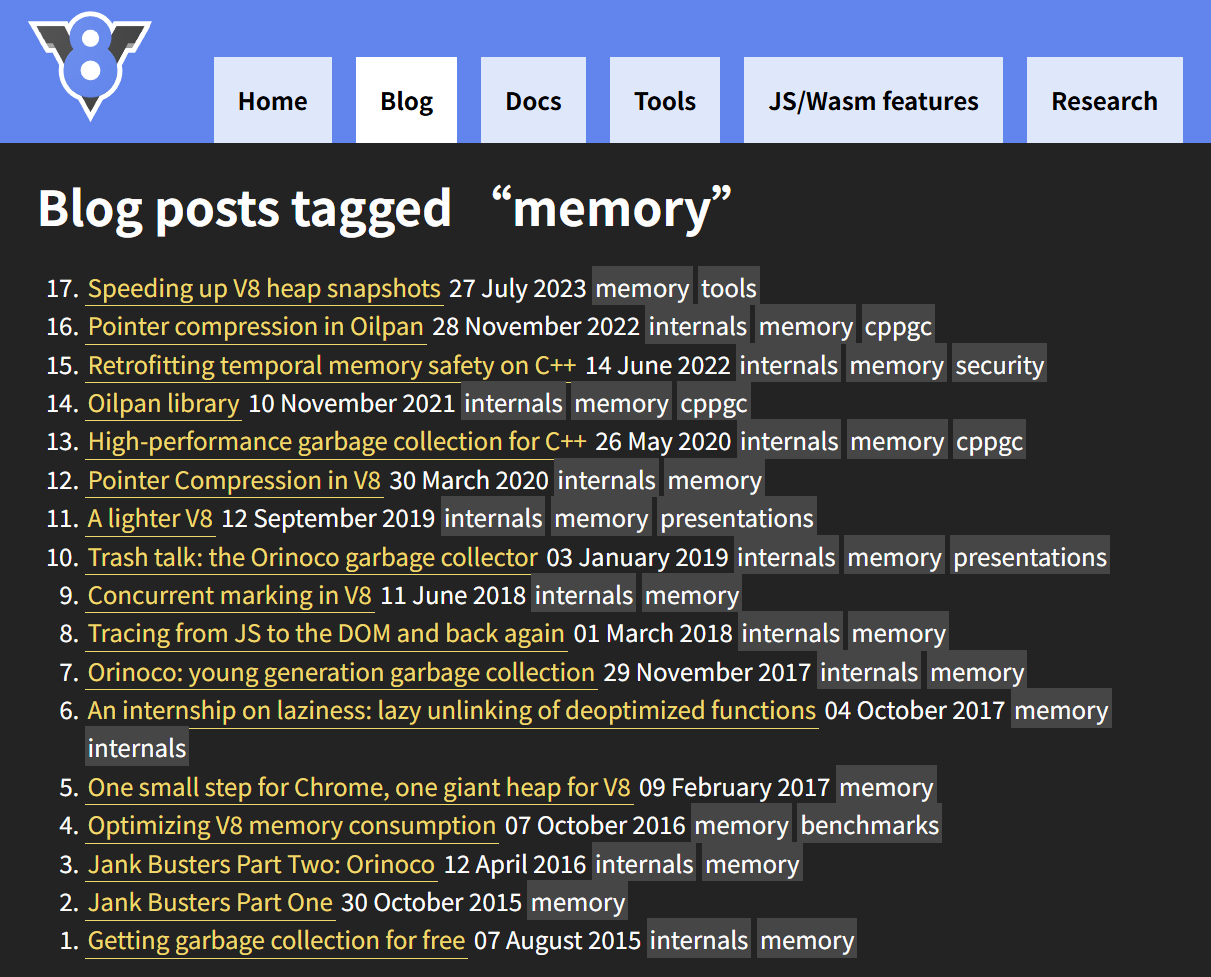 Home Blog Docs Tools JS/Wasm features Research
Blog posts tagged “memory”
17. Speeding up V8 heap snapshots 27 July 2023 memory tools
16. Pointer compression in Oilpan 28 November 2022 internals memory cppgc
15. Retrofitting temporal memory safety on C++ 14 June 2022 internals memory security
14. Oilpan library 10 November 2021 internals memory cppgc
13. High-performance garbage collection for C++ 26 May 2020 internals memory cppgc
12. Pointer Compression in V8 30 March 2020 internals memory
11. A lighter V8 12 September 2019 internals memory presentations
10. Trash talk: the Orinoco garbage collector 03 January 2019 internals memory presentations
9. Concurrent marking in V8 11 June 2018 internals memory
8. Tracing from JS to the DOM and back again 01 March 2018 internals memory
7. Orinoco: young generation garbage collection 29 November 2017 internals memory
6. An internship on laziness: lazy unlinking of deoptimized functions 04 October 2017 memory
internals
5. One small step for Chrome, one giant heap for V8 09 February 2017 memory
4. Optimizing V8 memory consumption 07 October 2016 memory benchmarks
3. Jank Busters Part Two: Orinoco 12 April 2016 internals memory
2. Jank Busters Part One 30 October 2015 memory
1. Getting garbage collection for free 07 August 2015 internals memory